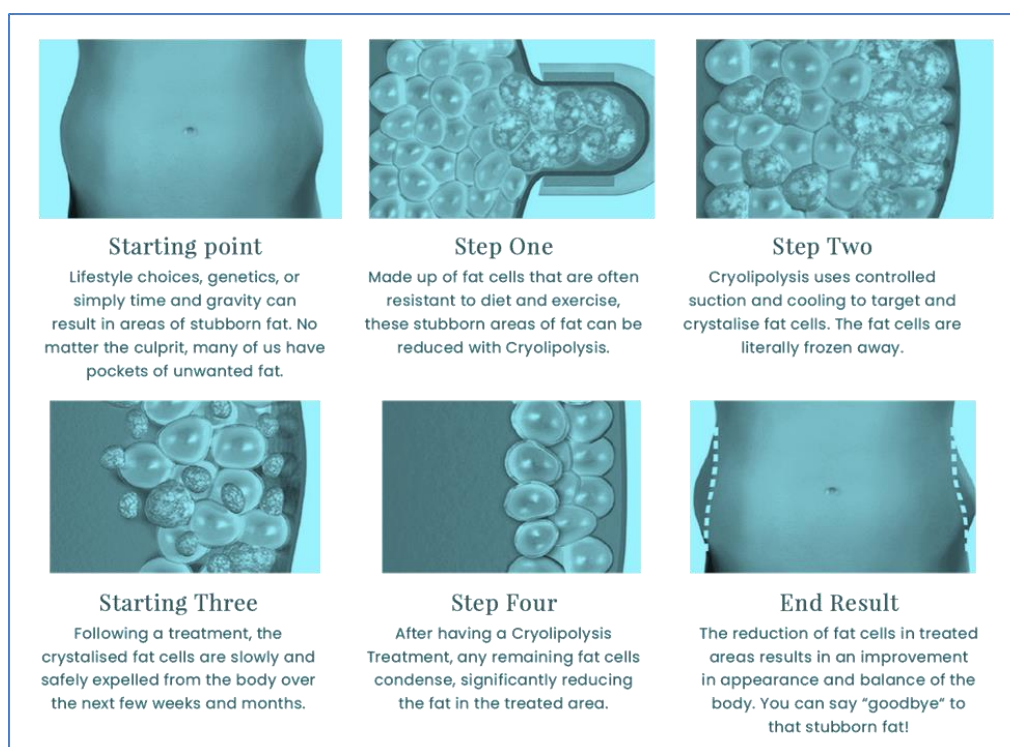 Starting point
Lifestyle choices, genetics, or
simply time and gravity can
result in areas of stubborn fat. No
matter the culprit, many of us have
pockets of unwanted fat.
Step One
Made up of fat cells that are often
resistant to diet and exercise,
these stubborn areas of fat can be
reduced with Cryolipolysis.
Step Two
Cryolipolysis uses controlled
suction and cooling to target and
crystalise fat cells. The fat cells are
literally frozen away.
Starting Three
Following a treatment, the
crystalised fat cells are slowly and
safely expelled from the body over
the next few weeks and months.
Step Four
After having a Cryolipolysis
Treatment, any remaining fat cells
condense, significantly reducing
the fat in the treated area.
End Result
The reduction of fat cells in treated
areas results in an improvement
in appearance and balance of the
body. You can say “goodbye” to
that stubborn fat!